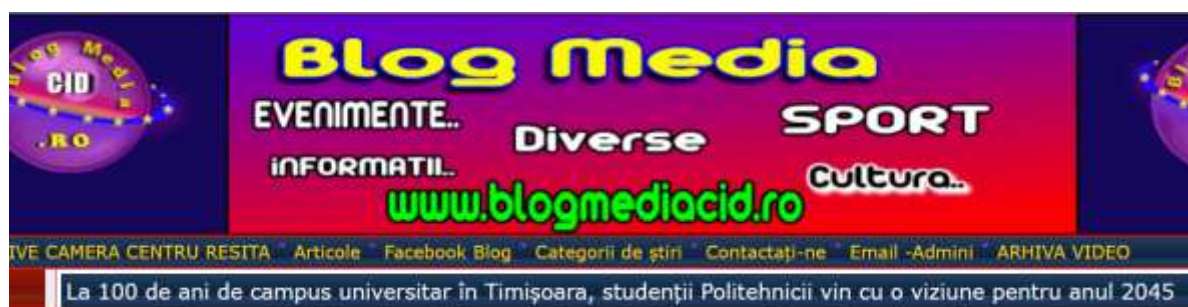 Blog Media
CID
.RO
Blog Media
EVENIMENTE..
SPORT
Diverse
iNFORMATII..
Cultura..
www.blogmediacid.ro
IVE CAMERA CENTRU RESITA Articole Facebook Blog Categorii de știri Contactați-ne Email -Admini ARHIVA VIDEO
La 100 de ani de campus universitar în Timișoara, studenții Politehnicii vin cu o viziune pentru anul 2045